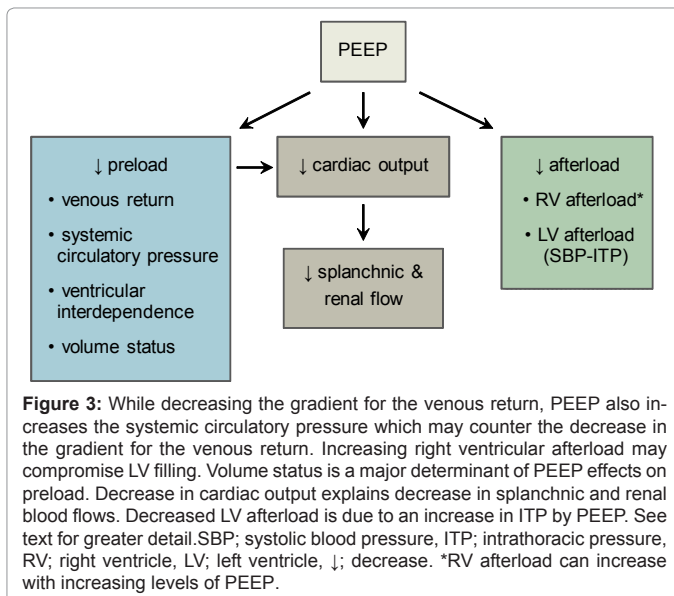 PEEP
↓ preload
• venous return
• systemic
circulatory pressure
• ventricular
interdependence
• volume status
↓ cardiac output
↓ splanchnic &
renal flow
↓ afterload
• RV afterload*
• LV afterload
(SBP-ITP)
Figure 3: While decreasing the gradient for the venous return, PEEP also in-
creases the systemic circulatory pressure which may counter the decrease in
the gradient for the venous return. Increasing right ventricular afterload may
compromise LV filling. Volume status is a major determinant of PEEP effects on
preload. Decrease in cardiac output explains decrease in splanchnic and renal
blood flows. Decreased LV afterload is due to an increase in ITP by PEEP. See
text for greater detail.SBP; systolic blood pressure, ITP; intrathoracic pressure,
RV; right ventricle, LV; left ventricle, ↓; decrease. *RV afterload can increase
with increasing levels of PEEP.